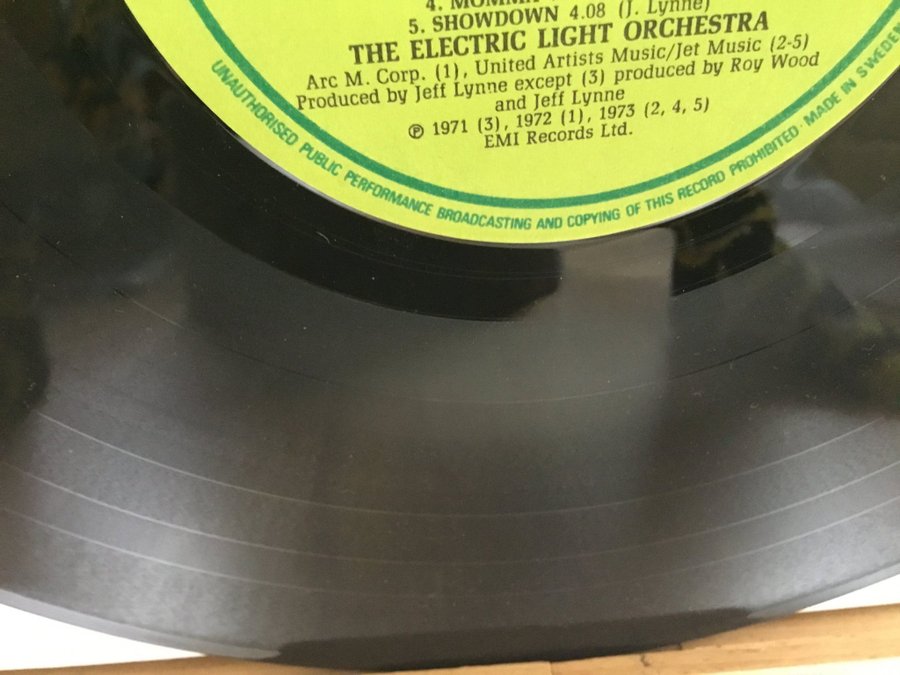 4. MOMMA
5. SHOWDOWN 4.08 (J. Lynne)
THE ELECTRIC LIGHT ORCHESTRA
Arc M. Corp. (1), United Artists Music/Jet Music (2-5)
Produced by Jeff Lynne except (3) produced by Roy Wood
and Jeff Lynne
℗ 1971 (3), 1972 (1), 1973 (2, 4, 5)
EMI Records Ltd.
UNAUTHORISED PUBLIC PERFORMANCE BROADCASTING AND COPYING OF THIS RECORD PROHIBITED · MADE IN SWEDEN